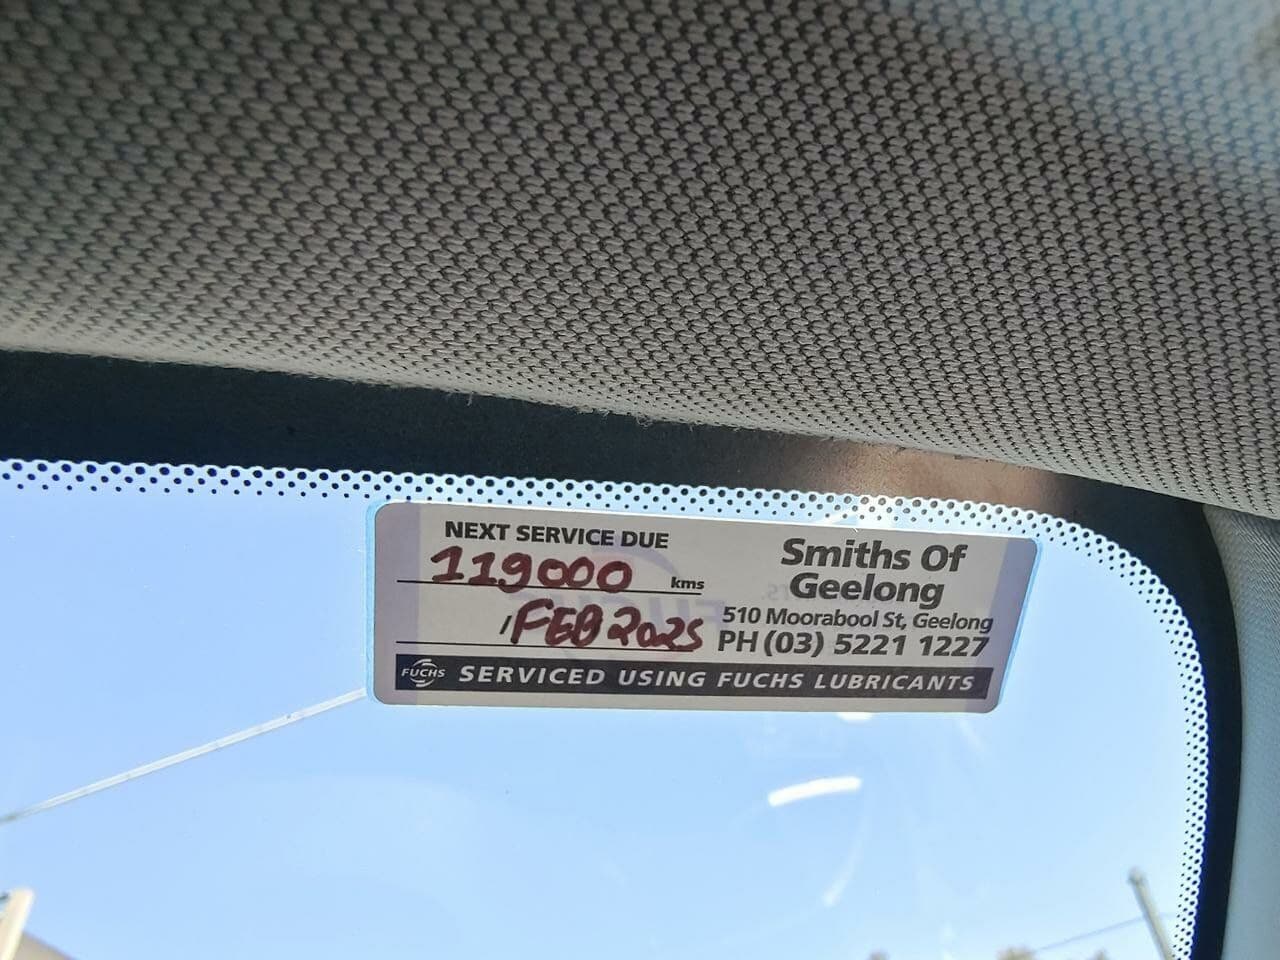 NEXT SERVICE DUE
119000 kms
/FEB 2025
Smiths Of
Geelong
510 Moorabool St, Geelong
PH (03) 5221 1227
FUCHS SERVICED USING FUCHS LUBRICANTS